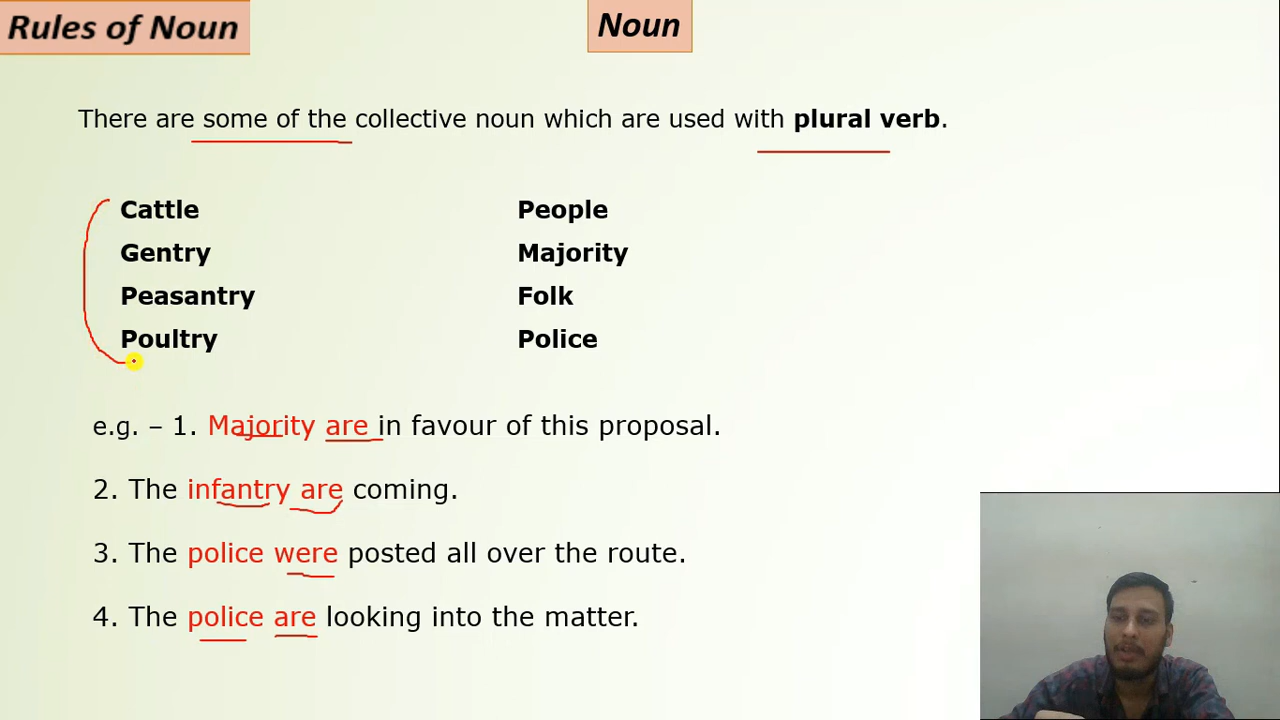 Rules of Noun
Noun
There are some of the collective noun which are used with plural verb.
Cattle People
Gentry Majority
Peasantry Folk
Poultry Police
e.g. – 1. Majority are in favour of this proposal.
2. The infantry are coming.
3. The police were posted all over the route.
4. The police are looking into the matter.